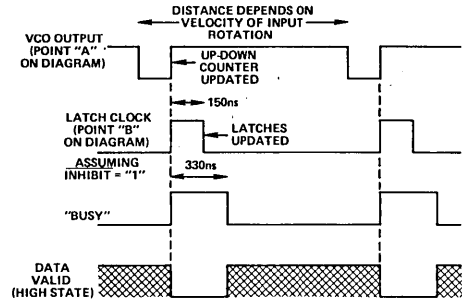 DISTANCE DEPENDS ON
VELOCITY OF INPUT
ROTATION
VCO OUTPUT
(POINT "A"
ON DIAGRAM)
UP-DOWN
COUNTER
UPDATED
150ns
LATCH CLOCK
(POINT "B"
ON DIAGRAM)
LATCHES
UPDATED
ASSUMING
INHIBIT = "1"
330ns
"BUSY"
DATA
VALID
(HIGH STATE)